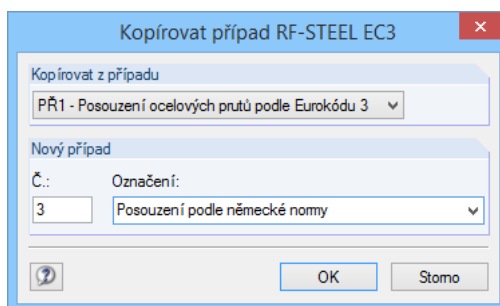 Kopírovat případ RF-STEEL EC3
Kopírovat z případu
PŘ1 - Posouzení ocelových prutů podle Eurokódu 3
Nový případ
Č.: Označení:
3 Posouzení podle německé normy
OK Storno